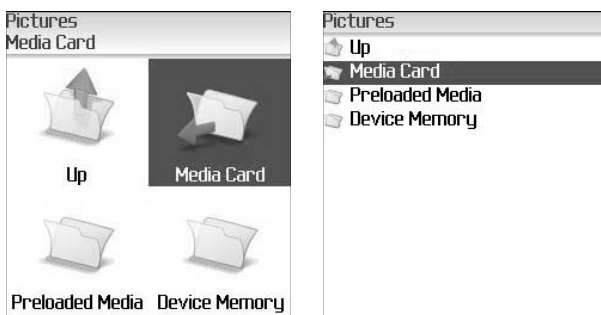 Pictures
Media Card
Up
Media Card
Preloaded Media
Device Memory
Pictures
Up
Media Card
Preloaded Media
Device Memory